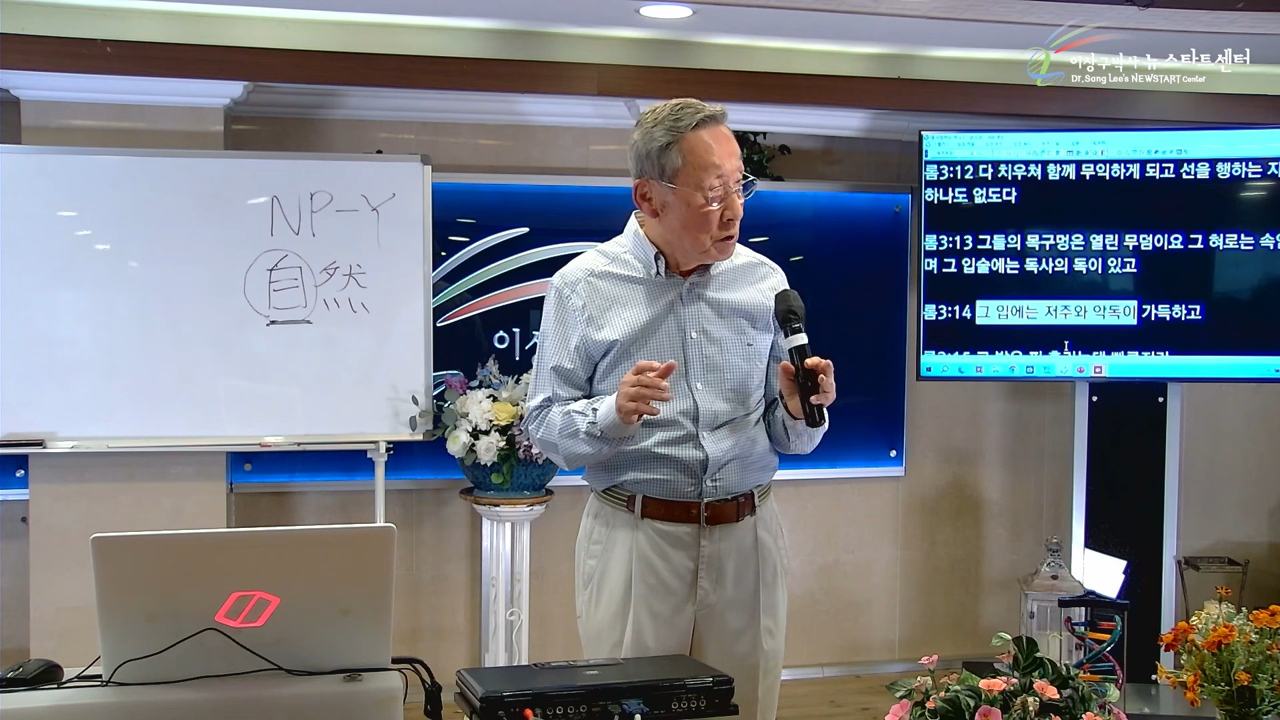 이상구박사 뉴스타트센터
Dr. Sang Lee's NEWSTART Center
NP-Y
自然
이상
롬3:12 다 치우쳐 함께 무익하게 되고 선을 행하는 자
하나도 없도다
롬3:13 그들의 목구멍은 열린 무덤이요 그 혀로는 속임
며 그 입술에는 독사의 독이 있고
롬3:14 그 입에는 저주와 악독이 가득하고